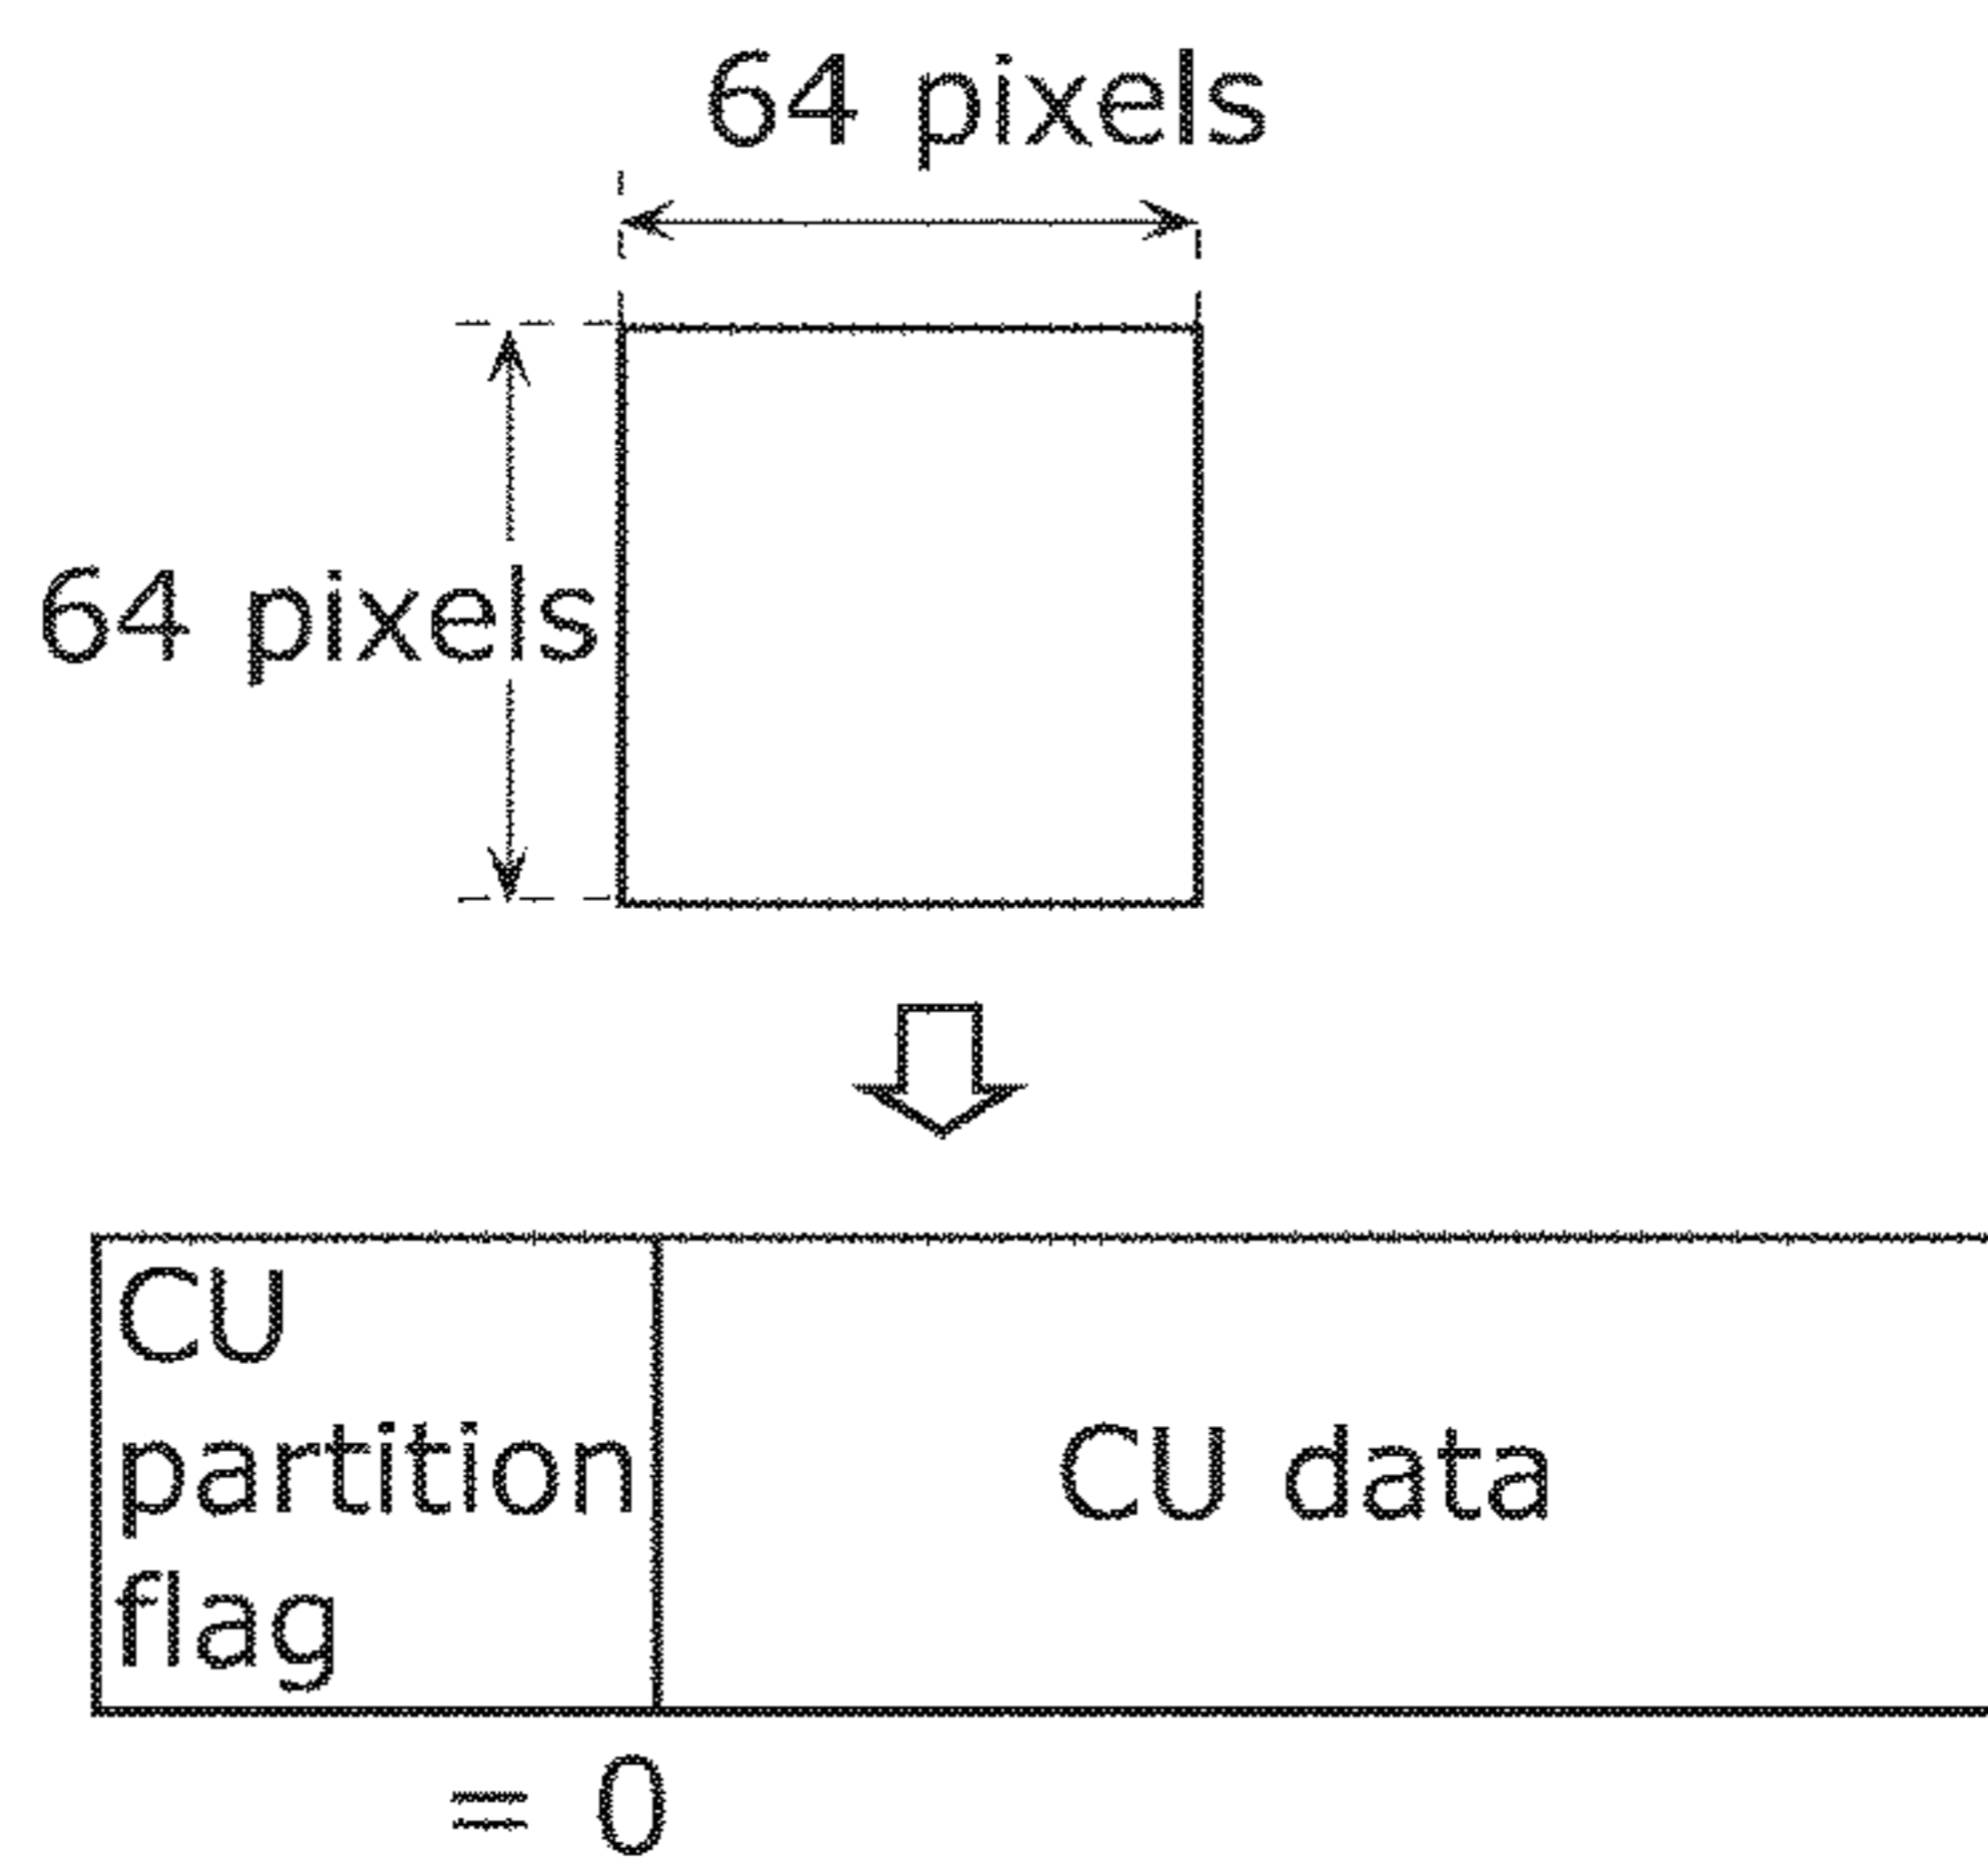 64 pixels
64 pixels
CU
partition
flag
CU data
= 0